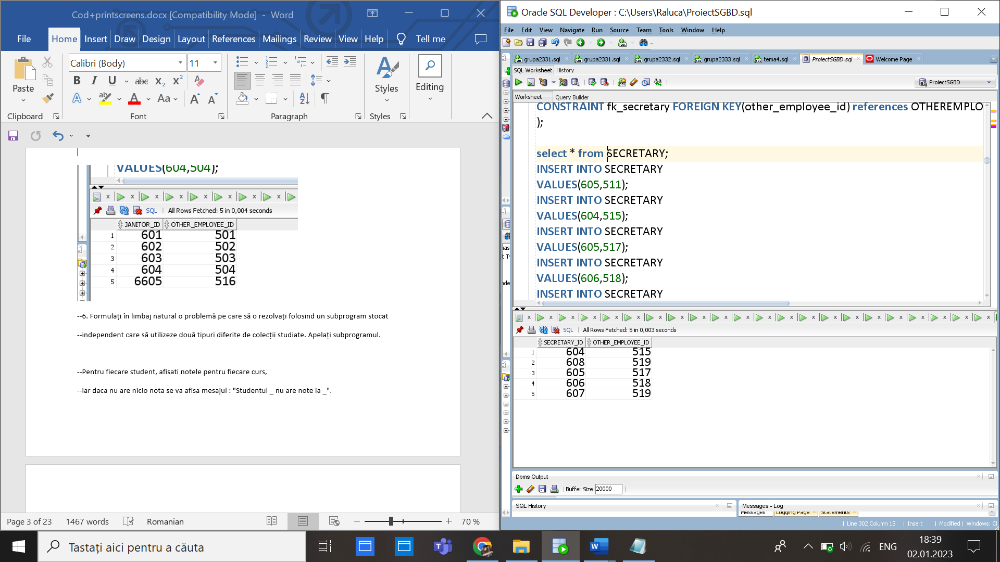 Cod+printscreens.docx [Compatibility Mode] - Word
File Home Insert Draw Design Layout References Mailings Review View Help Tell me
Paste
Clipboard
Calibri (Body) 11
B I U abc X2 X2
A A Aa A A
Font
Paragraph
Styles
Styles
Editing
VALUES(604,504);
SQL | All Rows Fetched: 5 in 0,004 seconds
JANITOR_ID OTHER_EMPLOYEE_ID
1 601 501
2 602 502
3 603 503
4 604 504
5 6605 516
--6. Formulați în limbaj natural o problemă pe care să o rezolvați folosind un subprogram stocat
--independent care să utilizeze două tipuri diferite de colecții studiate. Apelați subprogramul.
--Pentru fiecare student, afisati notele pentru fiecare curs,
--iar daca nu are nicio nota se va afisa mesajul : "Studentul _ nu are note la _".
Page 3 of 23 1467 words Romanian 70 %
Oracle SQL Developer : C:\Users\Raluca\ProiectSGBD.sql
File Edit View Navigate Run Source Team Tools Window Help
grupa2331.sql grupa2331.sql grupa2332.sql grupa2333.sql tema4.sql ProiectSGBD.sql Welcome Page
SQL Worksheet History
ProiectSGBD
Worksheet Query Builder
CONSTRAINT fk_secretary FOREIGN KEY(other_employee_id) references OTHEREMPLO
);
select * from SECRETARY;
INSERT INTO SECRETARY
VALUES(605,511);
INSERT INTO SECRETARY
VALUES(604,515);
INSERT INTO SECRETARY
VALUES(605,517);
INSERT INTO SECRETARY
VALUES(606,518);
INSERT INTO SECRETARY
SQL | All Rows Fetched: 5 in 0,003 seconds
SECRETARY_ID OTHER_EMPLOYEE_ID
1 604 515
2 608 519
3 605 517
4 606 518
5 607 519
Dbms Output
Buffer Size: 20000
SQL History
Messages - Log
Messages Logging Page Statements
Line 302 Column 15 | Insert | Modified | Windows: C
Tastați aici pentru a căuta
ENG
18:39
02.01.2023